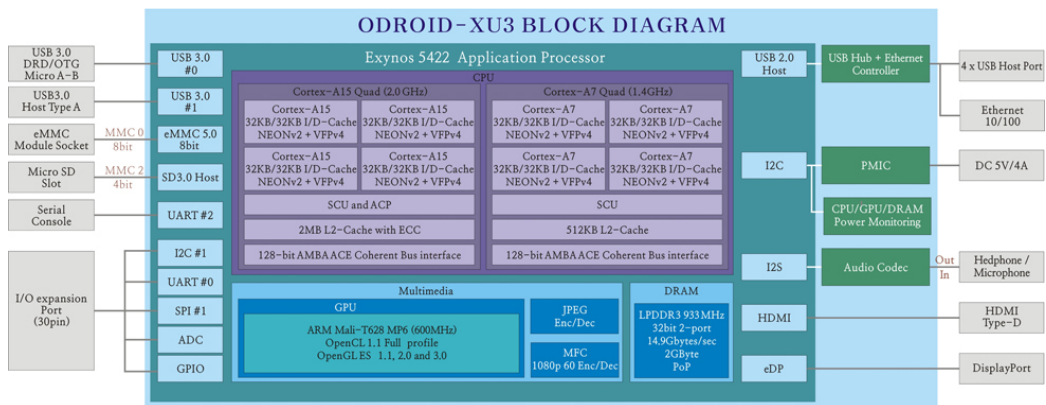 ODROID-XU3 BLOCK DIAGRAM
USB 3.0
DRD/OTG
Micro A-B
USB3.0
Host Type A
eMMC
Module Socket
Micro SD
Slot
Serial
Console
I/O expansion
Port
(30pin)
MMC 0
8bit
MMC 2
4bit
Exynos 5422 Application Processor
USB 3.0
#0
USB 3.0
#1
eMMC 5.0
8bit
SD3.0 Host
UART #2
I2C #1
UART #0
SPI #1
ADC
GPIO
CPU
Cortex-A15 Quad (2,0GHz)
Cortex-A15
32KB/32KB I/D-Cache
NEONv2 + VFPv4
Cortex-A15
32KB/32KB I/D-Cache
NEONv2 + VFPv4
Cortex-A15
32KB/32KB I/D-Cache
NEONv2 + VFPv4
Cortex-A15
32KB/32KB I/D-Cache
NEONv2 + VFPv4
SCU and ACP
2MB L2-Cache with ECC
128-bit AMBAACE Coherent Bus interface
Cortex-A7 Quad (1,4GHz)
Cortex-A7
32KB/32KB I/D-Cache
NEONv2 + VFPv4
Cortex-A7
32KB/32KB I/D-Cache
NEONv2 + VFPv4
Cortex-A7
32KB/32KB I/D-Cache
NEONv2 + VFPv4
Cortex-A7
32KB/32KB I/D-Cache
NEONv2 + VFPv4
SCU
512KB L2-Cache
128-bit AMBAACE Coherent Bus interface
Multimedia
GPU
ARM Mali-T628 MP6 (600MHz)
OpenCL 1.1 Full profile
OpenGL ES 1.1, 2.0 and 3.0
JPEG
Enc/Dec
MFC
1080p 60 Enc/Dec
DRAM
LPDDR3 933MHz
32bit 2-port
14,9Gbytes/sec
2GByte
PoP
USB 2.0
Host
I2C
I2S
HDMI
eDP
USB Hub + Ethernet
Controller
PMIC
CPU/GPU/DRAM
Power Monitoring
Audio Codec
Out
In
4 x USB Host Port
Ethernet
10/100
DC 5V/4A
Hedphone /
Microphone
HDMI
Type-D
DisplayPort